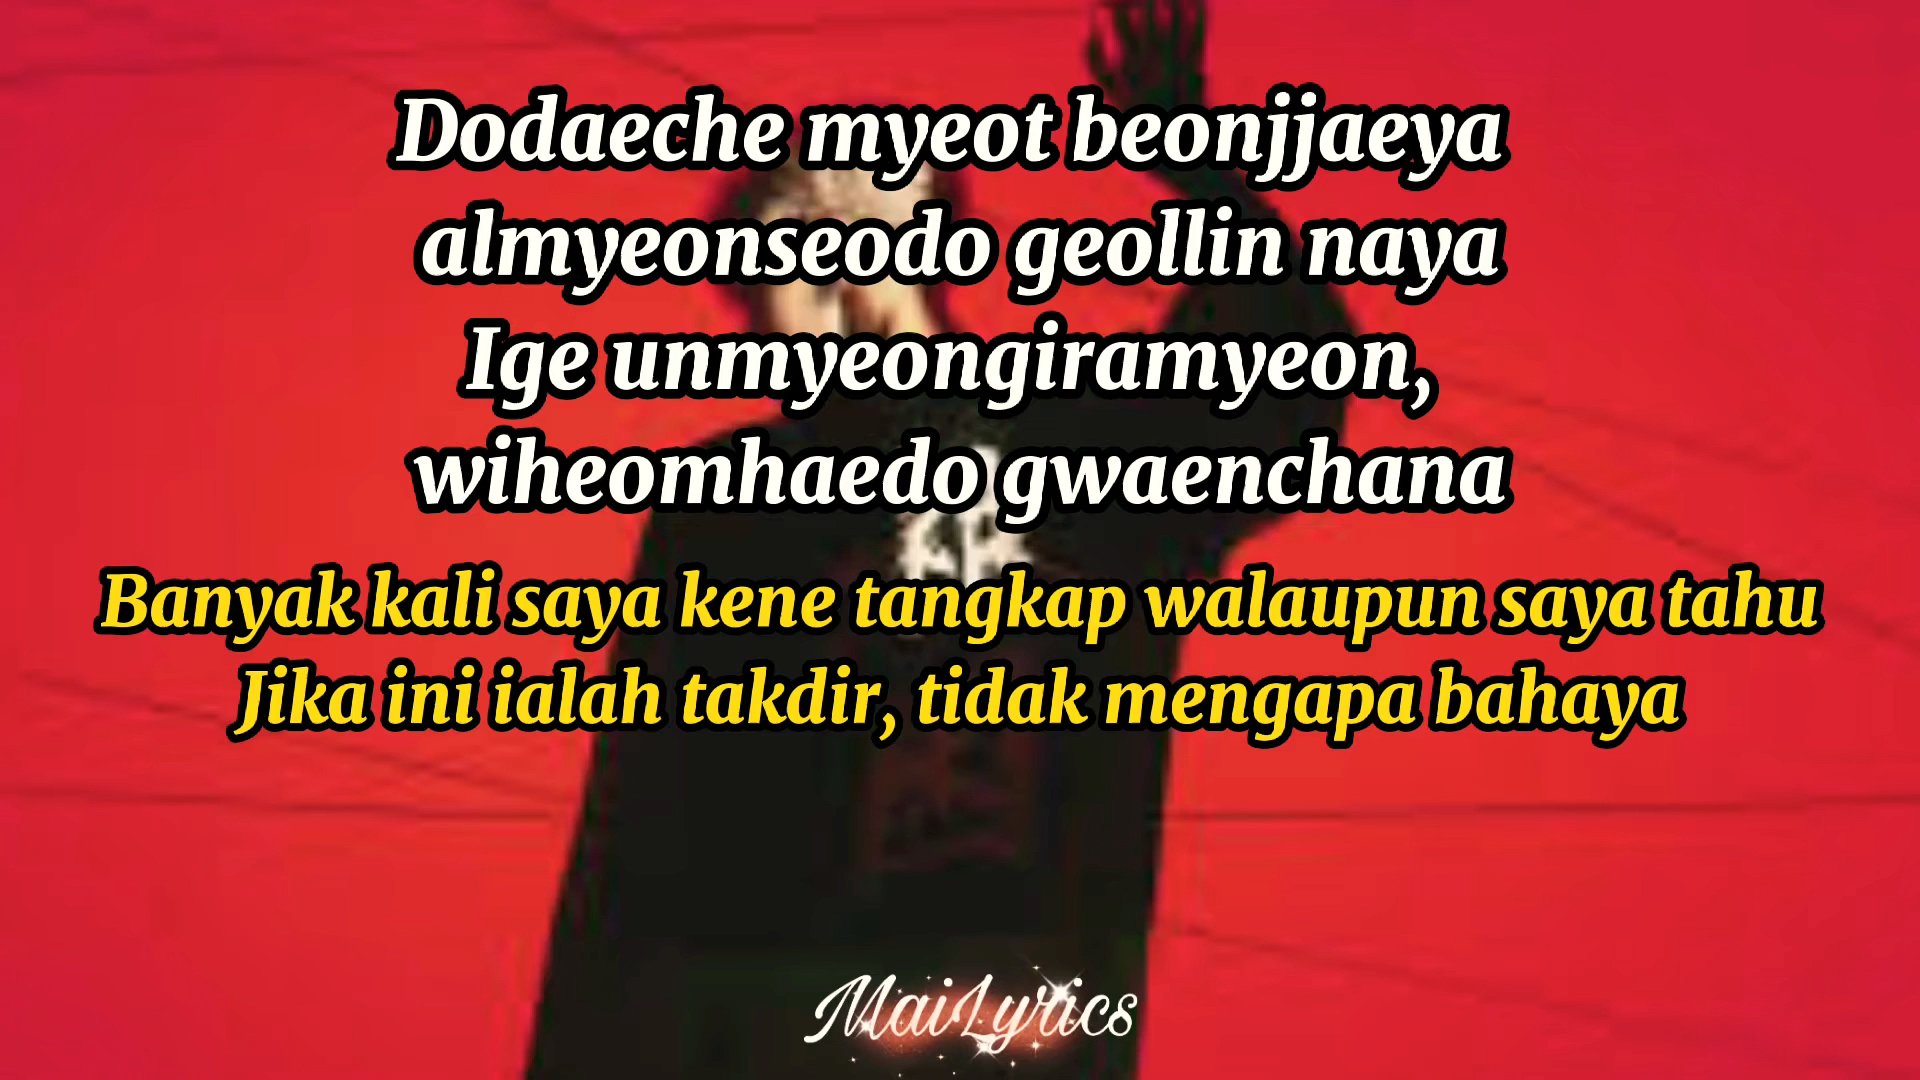 Dodaeche myeot beonjjaeya
almyeonseodo geollin naya
Ige unmyeongiramyeon,
wiheomhaedo gwaenchana
Banyak kali saya kene tangkap walaupun saya tahu
Jika ini ialah takdir, tidak mengapa bahaya
MaiLyrics